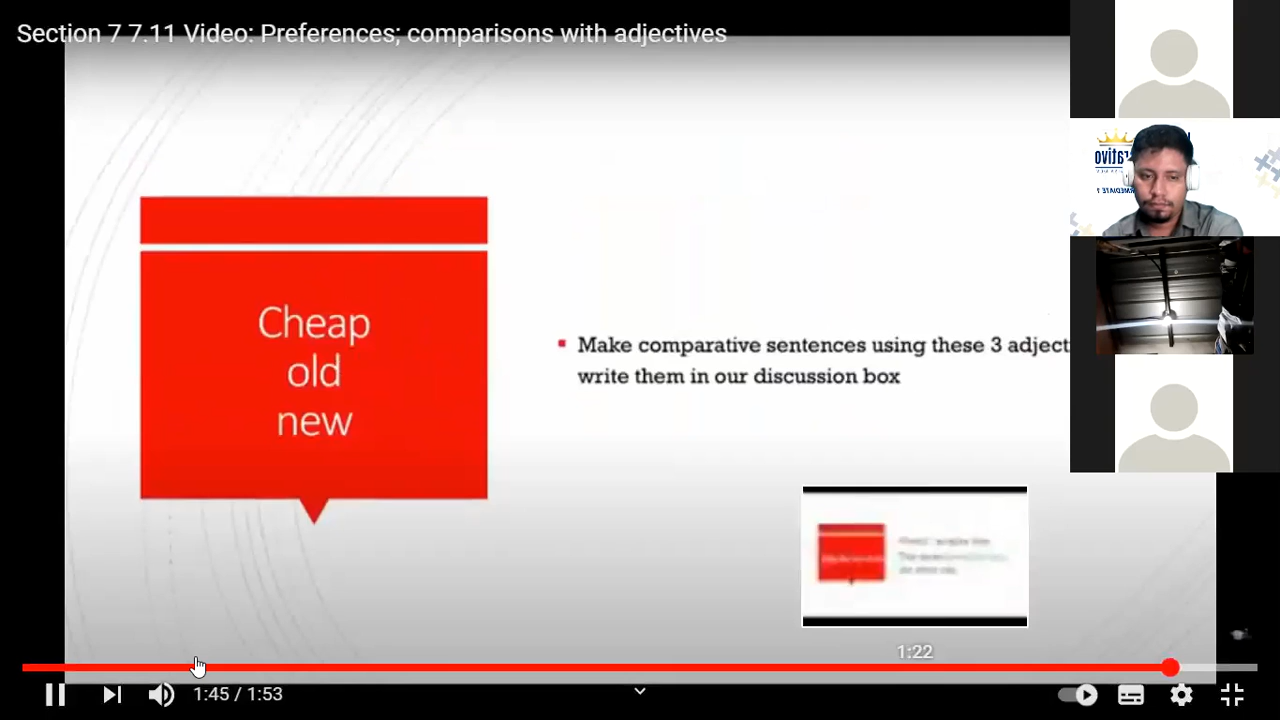 Section 7 7.11 Video: Preferences; comparisons with adjectives
Cheap
old
new
Make comparative sentences using these 3 adject
write them in our discussion box
1:22
1:45 / 1:53